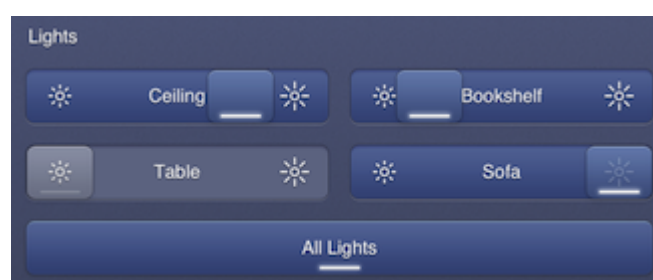 Lights
Ceiling
Bookshelf
Table
Sofa
All Lights